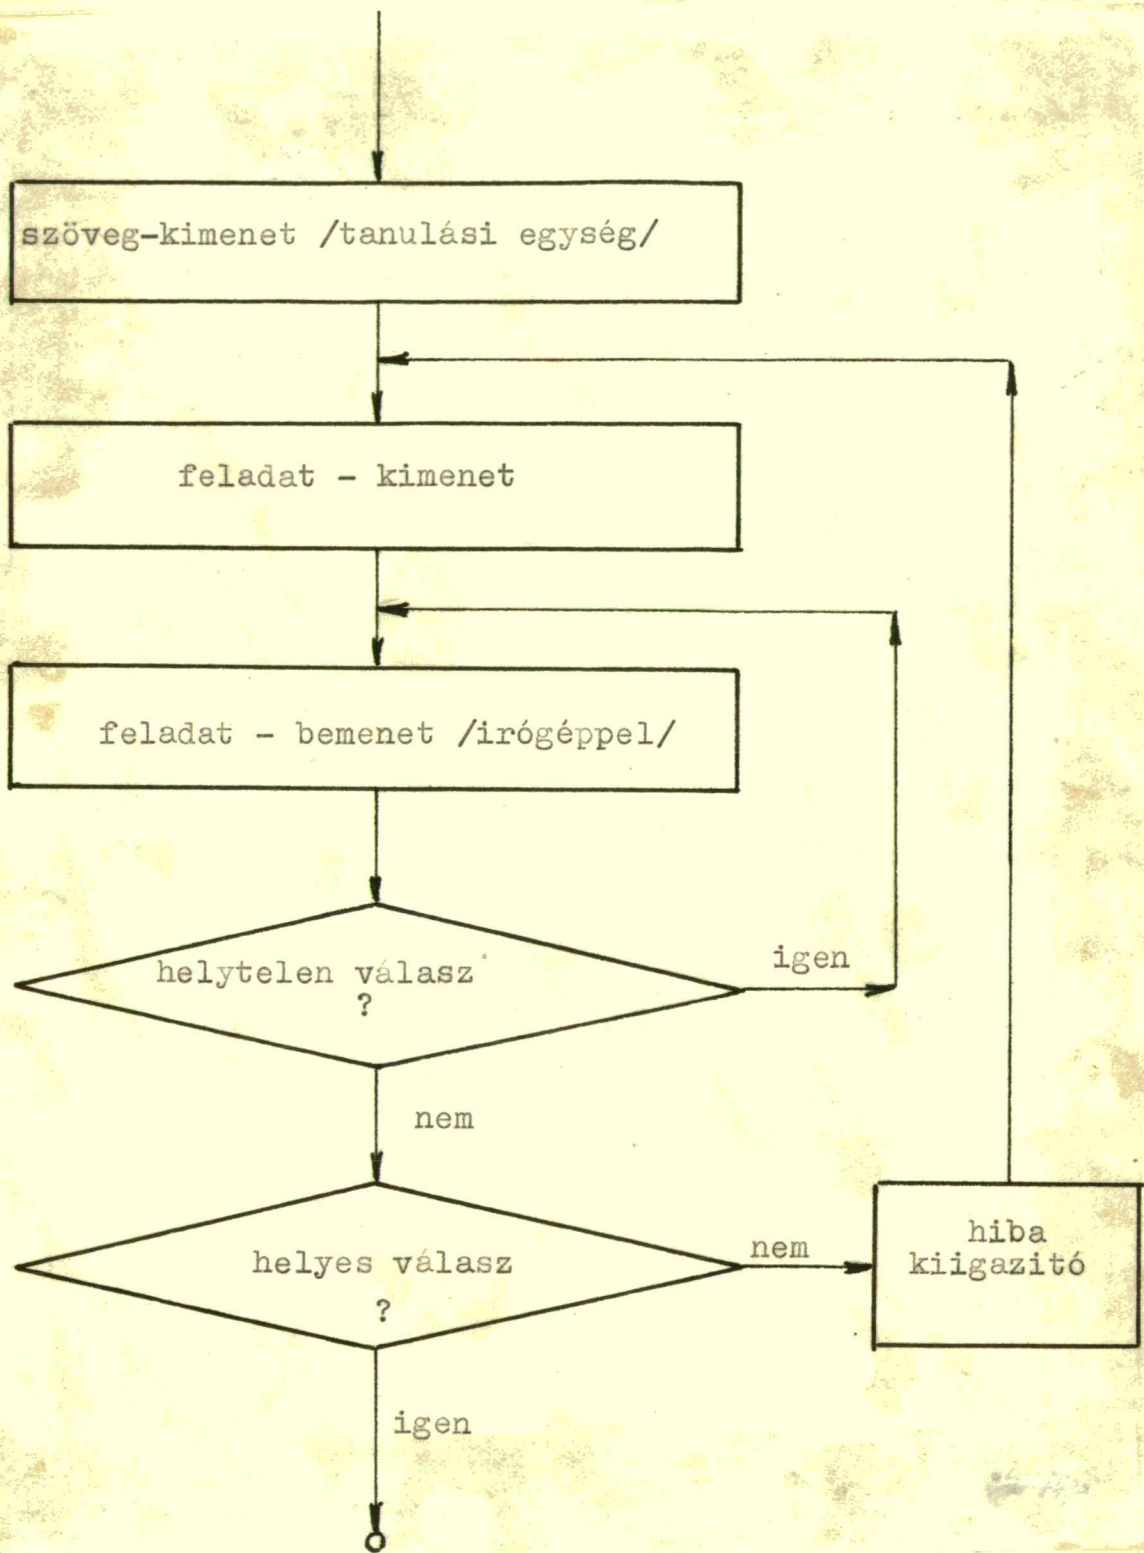 szöveg-kimenet /tanulási egység/
feladat - kimenet
feladat - bemenet /irógéppel/
helytelen válasz
?
igen
nem
helyes válasz
?
nem
hiba
kiigazitó
igen